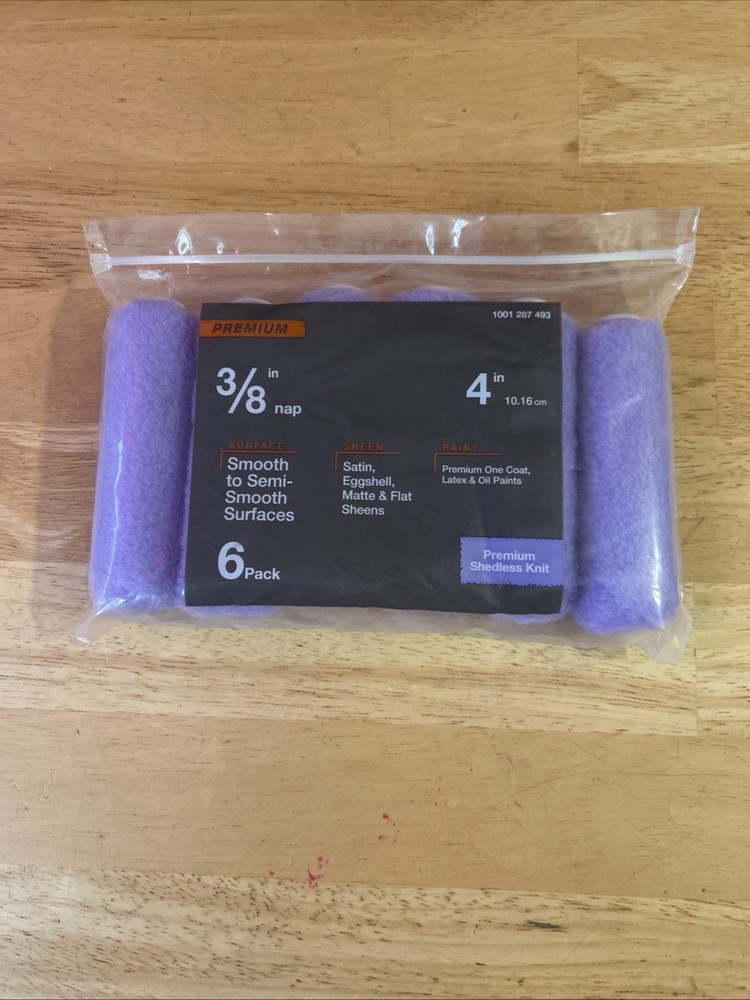 PREMIUM
1001 287 493
3/8 in nap
4 in 10.16 cm
SURFACE
Smooth
to Semi-
Smooth
Surfaces
SHEEN
Satin,
Eggshell,
Matte & Flat
Sheens
PAINT
Premium One Coat,
Latex & Oil Paints
6 Pack
Premium
Shedless Knit